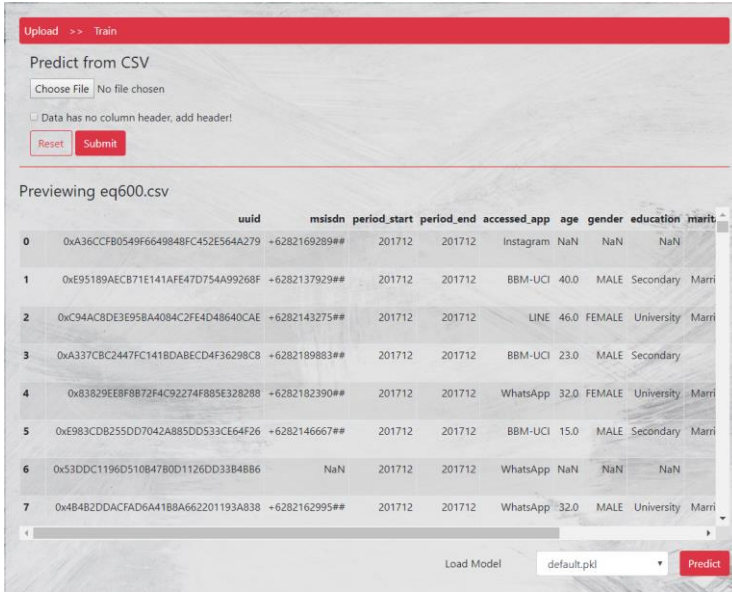 Upload >> Train
Predict from CSV
Choose File No file chosen
Data has no column header, add header!
Reset Submit
Previewing eq600.csv
uuid msisdn period_start period_end accessed_app age gender education marita
0 0xA36CCFB0549F6649848FC452E564A279 +6282169289## 201712 201712 Instagram NaN NaN NaN
1 0xE95189AECB71E141AFE47D754A99268F +6282137929## 201712 201712 BBM-UCI 40.0 MALE Secondary Marri
2 0xC94AC8DE3E95BA4084C2FE4D48640CAE +6282143275## 201712 201712 LINE 46.0 FEMALE University Marri
3 0xA337CBC2447FC141BDABECD4F36298C8 +6282189883## 201712 201712 BBM-UCI 23.0 MALE Secondary
4 0x83829EE8F8B72F4C92274F885E328288 +6282182390## 201712 201712 WhatsApp 32.0 FEMALE University Marri
5 0xE983CDB255DD7042A885DD533CE64F26 +6282146667## 201712 201712 BBM-UCI 15.0 MALE Secondary Marri
6 0x53DDC1196D510B47B0D1126DD33B4BB6 NaN 201712 201712 WhatsApp NaN NaN NaN
7 0x4B4B2DDACFAD6A41B8A662201193A838 +6282162995## 201712 201712 WhatsApp 32.0 MALE University Marri
Load Model default.pkl Predict